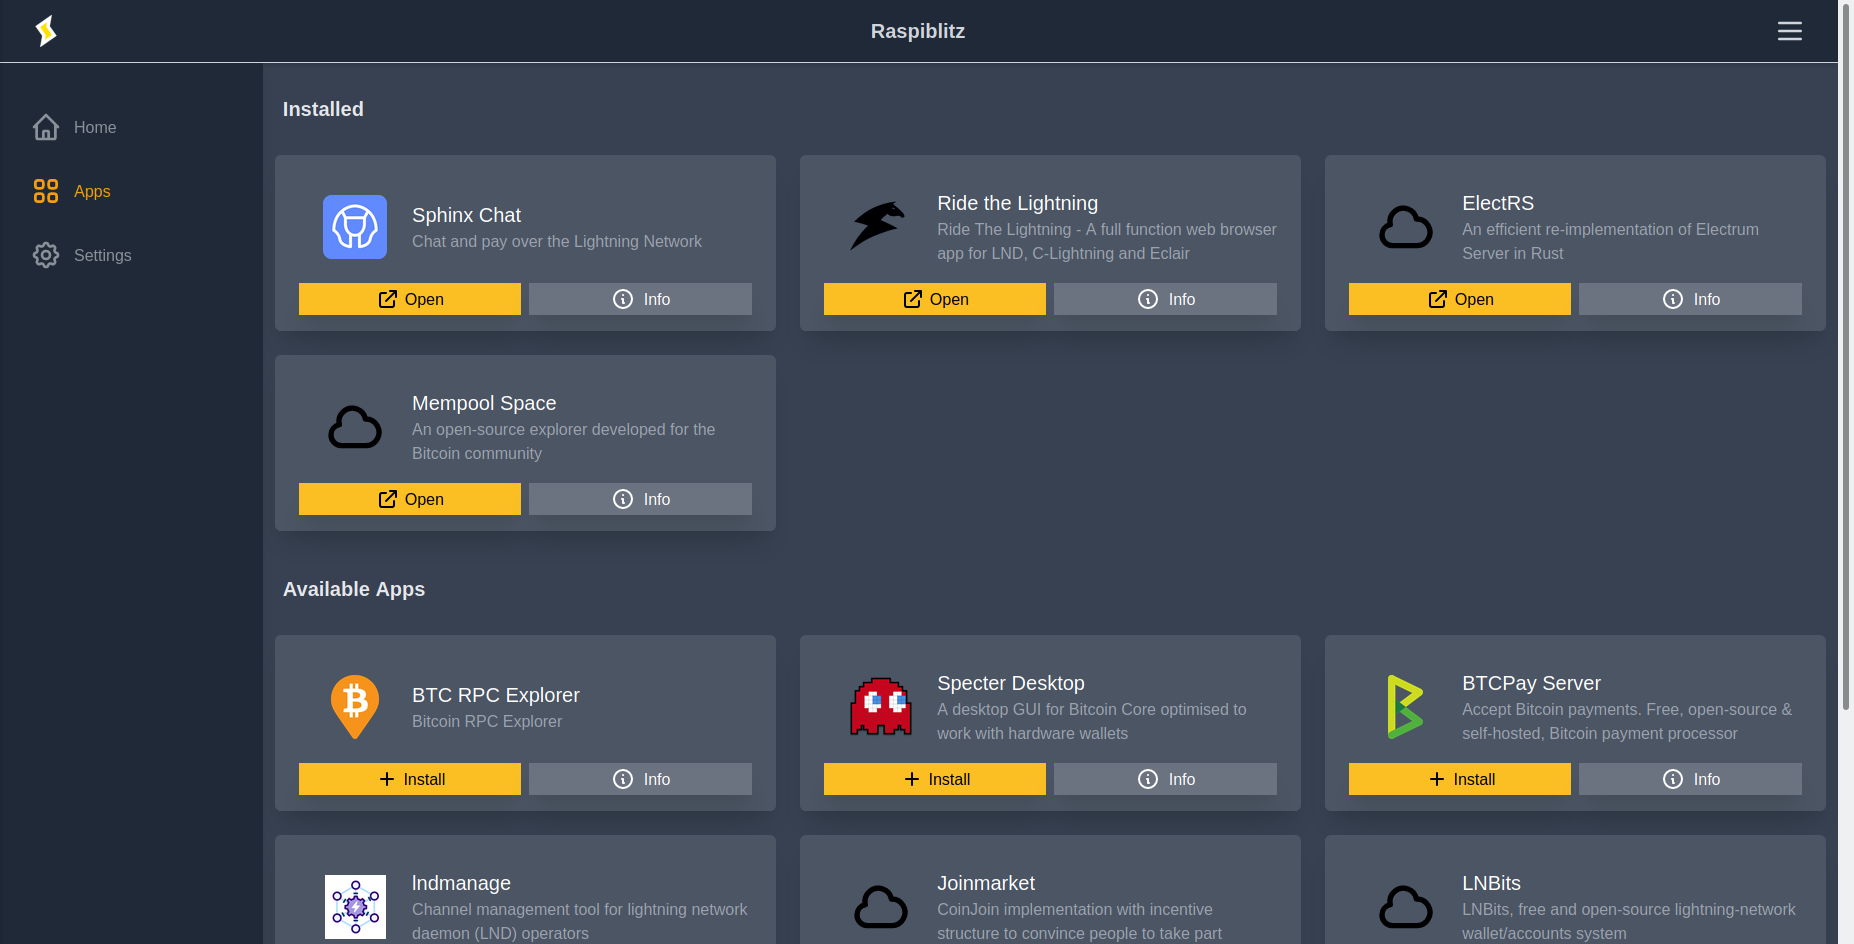 Raspiblitz
Home
Apps
Settings
Installed
Sphinx Chat
Chat and pay over the Lightning Network
Open
Info
Ride the Lightning
Ride The Lightning - A full function web browser
app for LND, C-Lightning and Eclair
Open
Info
ElectRS
An efficient re-implementation of Electrum
Server in Rust
Open
Info
Mempool Space
An open-source explorer developed for the
Bitcoin community
Open
Info
Available Apps
BTC RPC Explorer
Bitcoin RPC Explorer
Install
Info
Specter Desktop
A desktop GUI for Bitcoin Core optimised to
work with hardware wallets
Install
Info
BTCPay Server
Accept Bitcoin payments. Free, open-source &
self-hosted, Bitcoin payment processor
Install
Info
lndmanage
Channel management tool for lightning network
daemon (LND) operators
Joinmarket
CoinJoin implementation with incentive
structure to convince people to take part
LNBits
LNBits, free and open-source lightning-network
wallet/accounts system